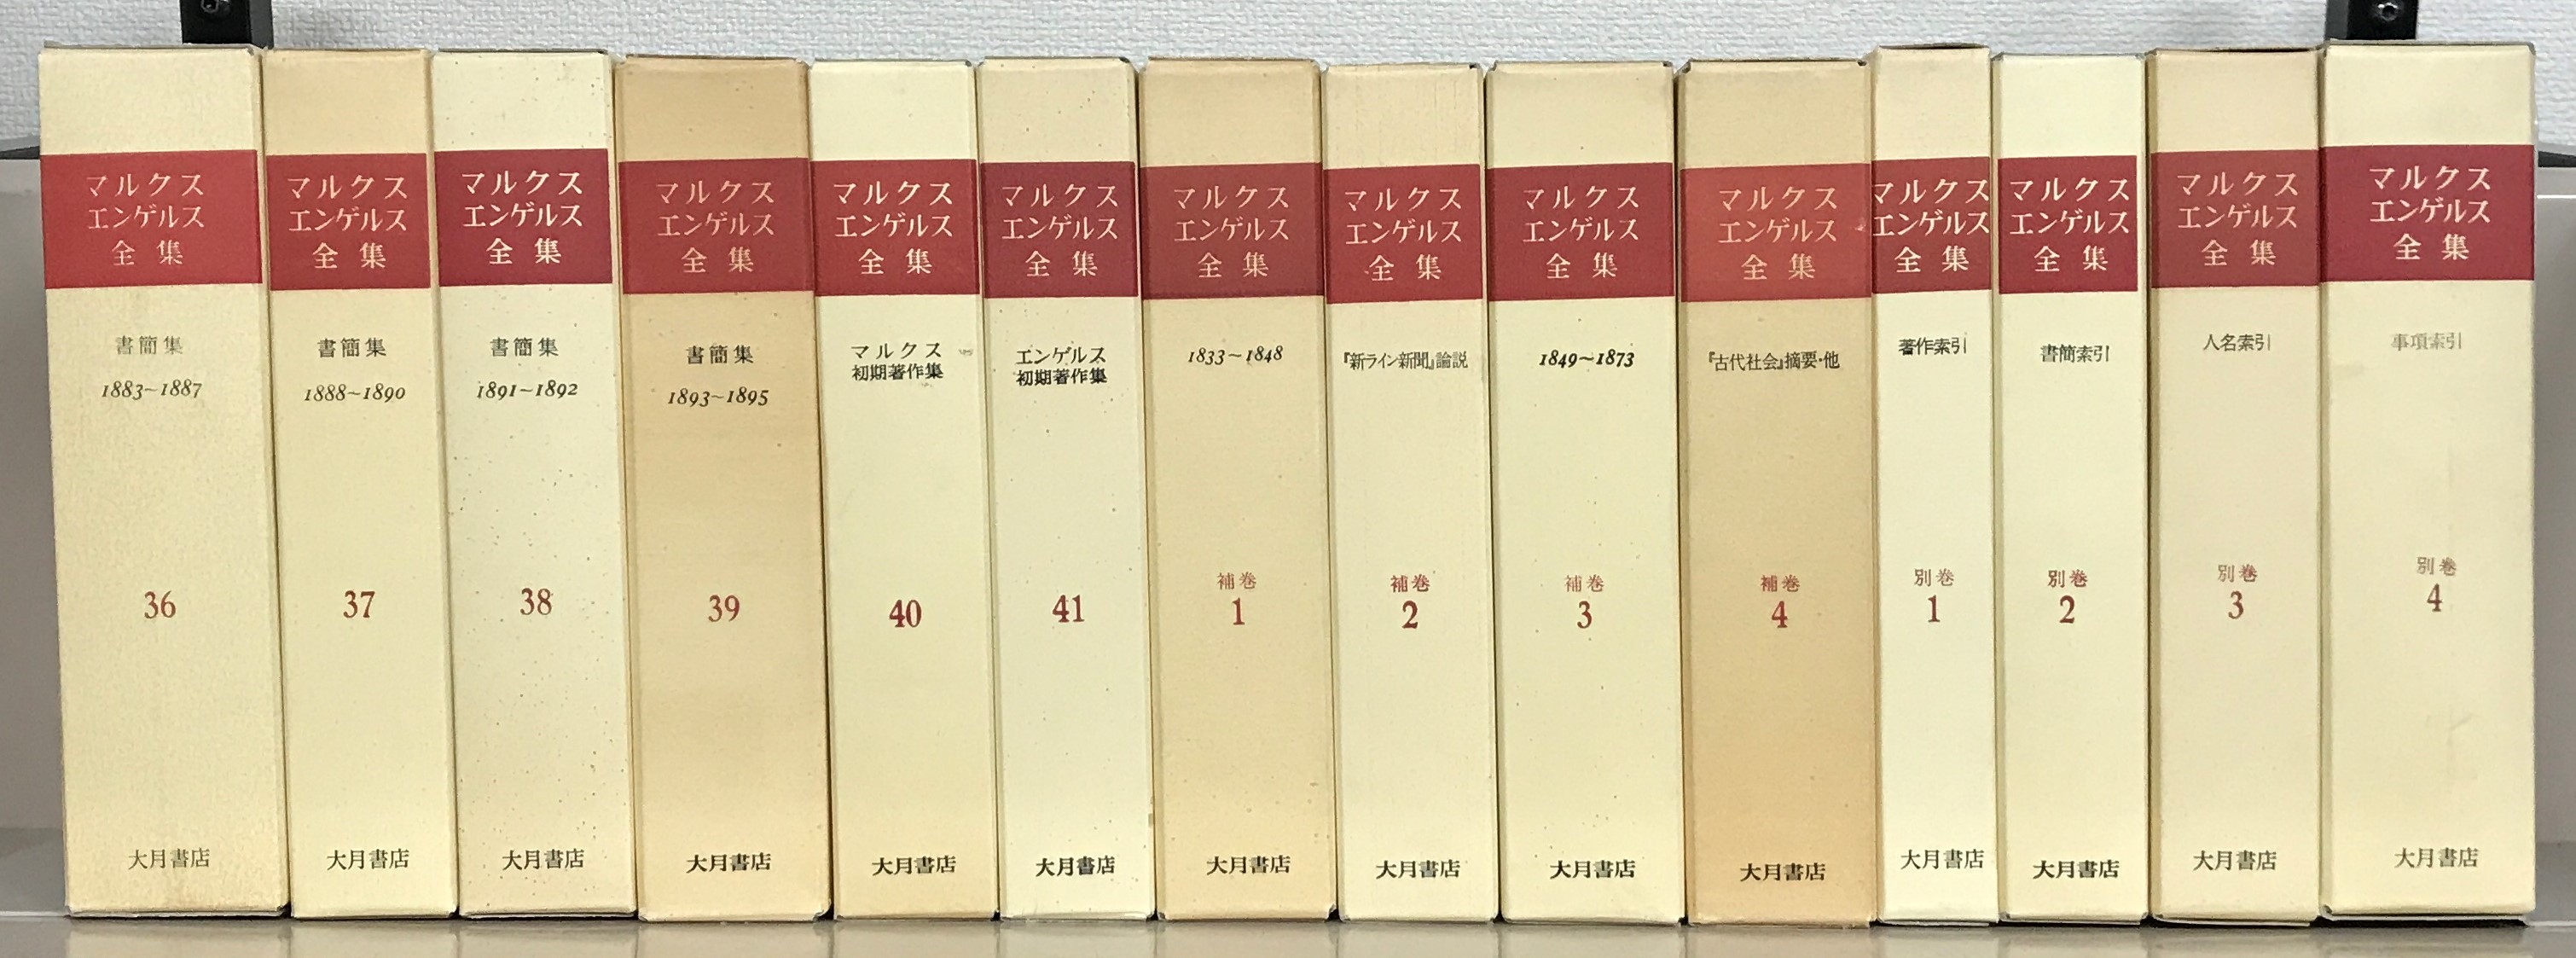 マルクス
エンゲルス
全集
書簡集
1883~1887
36
大月書店
マルクス
エンゲルス
全集
書簡集
1888~1890
37
大月書店
マルクス
エンゲルス
全集
書簡集
1891~1892
38
大月書店
マルクス
エンゲルス
全集
書簡集
1893~1895
39
大月書店
マルクス
エンゲルス
全集
マルクス
初期著作集
40
大月書店
マルクス
エンゲルス
全集
エンゲルス
初期著作集
41
大月書店
マルクス
エンゲルス
全集
1833~1848
補巻
1
大月書店
マルクス
エンゲルス
全集
『新ライン新聞』論説
補巻
2
大月書店
マルクス
エンゲルス
全集
1849~1873
補巻
3
大月書店
マルクス
エンゲルス
全集
『古代社会』摘要・他
補巻
4
大月書店
マルクス
エンゲルス
全集
著作索引
別巻
1
大月書店
マルクス
エンゲルス
全集
書簡索引
別巻
2
大月書店
マルクス
エンゲルス
全集
人名索引
別巻
3
大月書店
マルクス
エンゲルス
全集
事項索引
別巻
4
大月書店